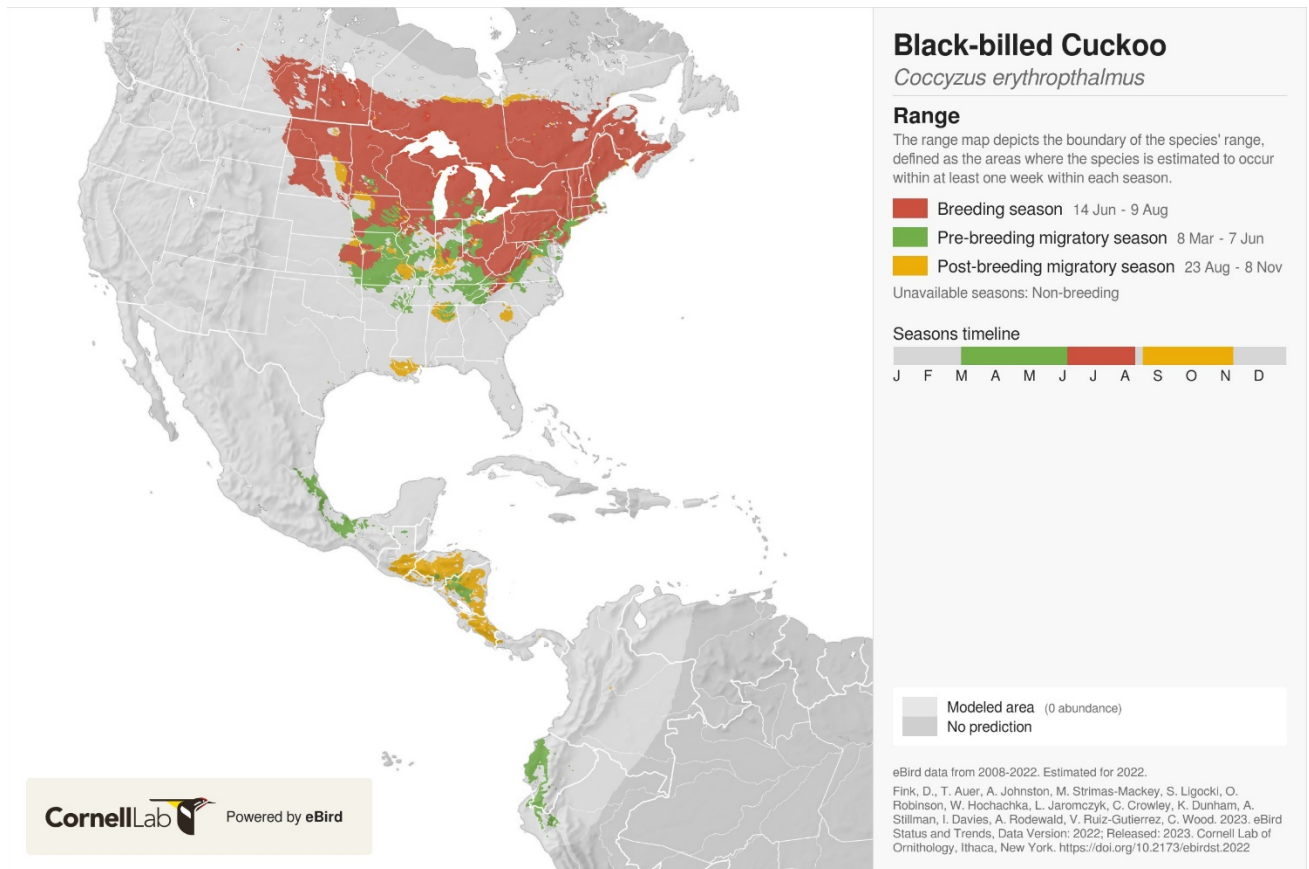 Black-billed Cuckoo
Coccyzus erythropthalmus
Range
The range map depicts the boundary of the species' range,
defined as the areas where the species is estimated to occur
within at least one week within each season.
Breeding season 14 Jun - 9 Aug
Pre-breeding migratory season 8 Mar - 7 Jun
Post-breeding migratory season 23 Aug - 8 Nov
Unavailable seasons: Non-breeding
Seasons timeline
J F M A M J J A S O N D
Modeled area (0 abundance)
No prediction
eBird data from 2008-2022. Estimated for 2022.
Fink, D., T. Auer, A. Johnston, M. Strimas-Mackey, S. Ligocki, O.
Robinson, W. Hochachka, L. Jaromczyk, C. Crowley, K. Dunham, A.
Stillman, I. Davies, A. Rodewald, V. Ruiz-Gutierrez, C. Wood. 2023. eBird
Status and Trends, Data Version: 2022; Released: 2023. Cornell Lab of
Ornithology, Ithaca, New York. https://doi.org/10.2173/ebirdst.2022
CornellLab Powered by eBird